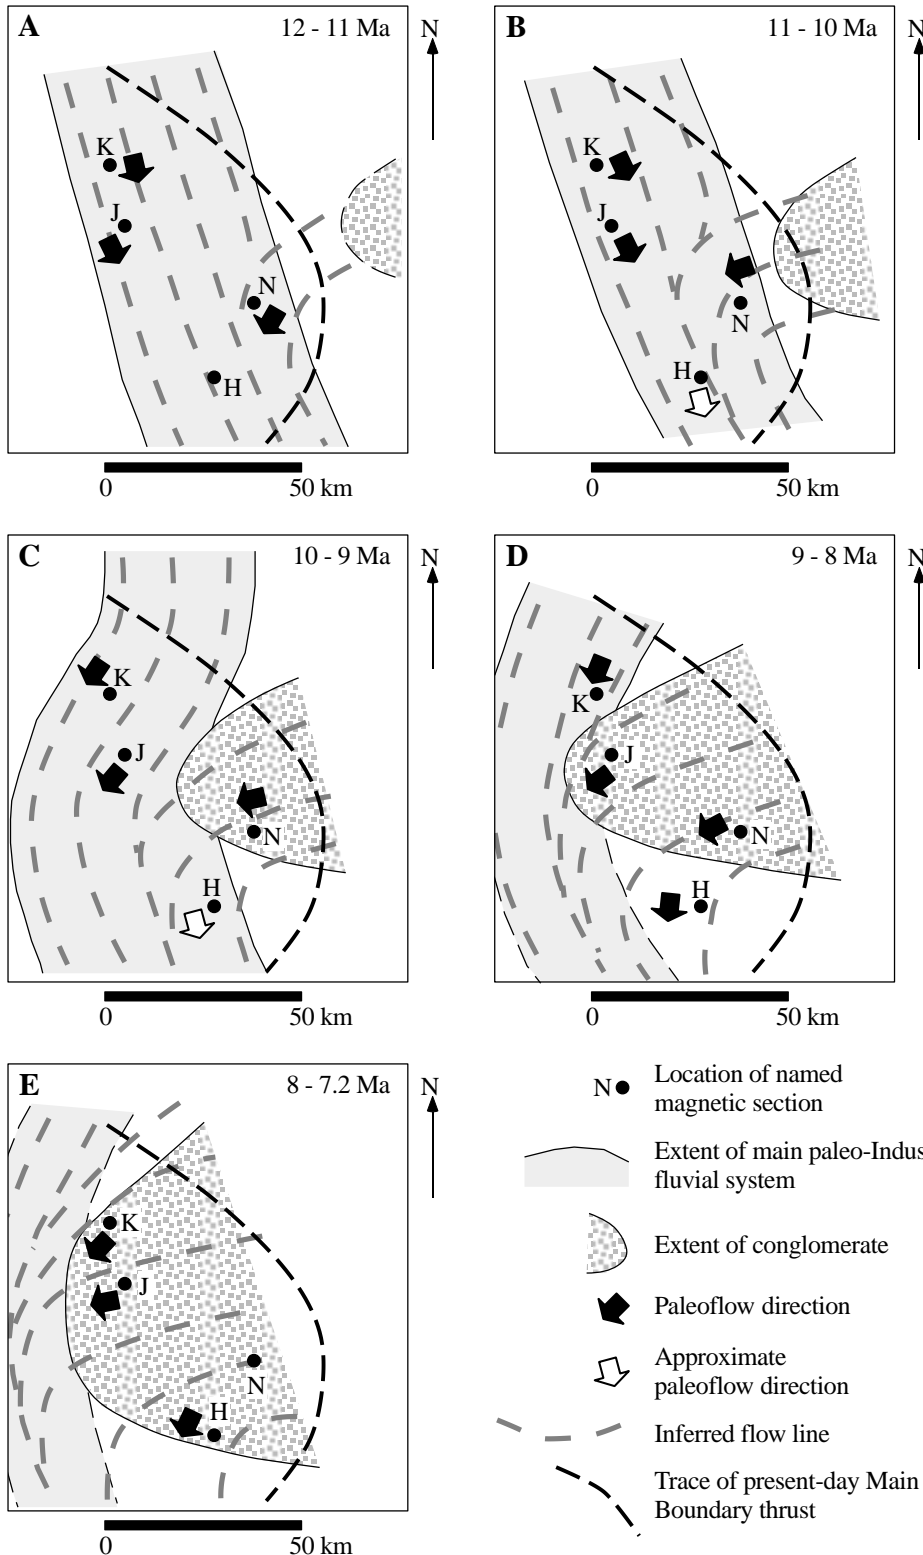 A 12 - 11 Ma N
K
J
N
H
0 50 km
B 11 - 10 Ma N
K
J
N
H
0 50 km
C 10 - 9 Ma N
K
J
N
H
0 50 km
D 9 - 8 Ma N
K
J
N
H
0 50 km
E 8 - 7.2 Ma N
K
J
N
H
0 50 km
N Location of named
magnetic section
Extent of main paleo-Indus
fluvial system
Extent of conglomerate
Paleoflow direction
Approximate
paleoflow direction
Inferred flow line
Trace of present-day Main
Boundary thrust